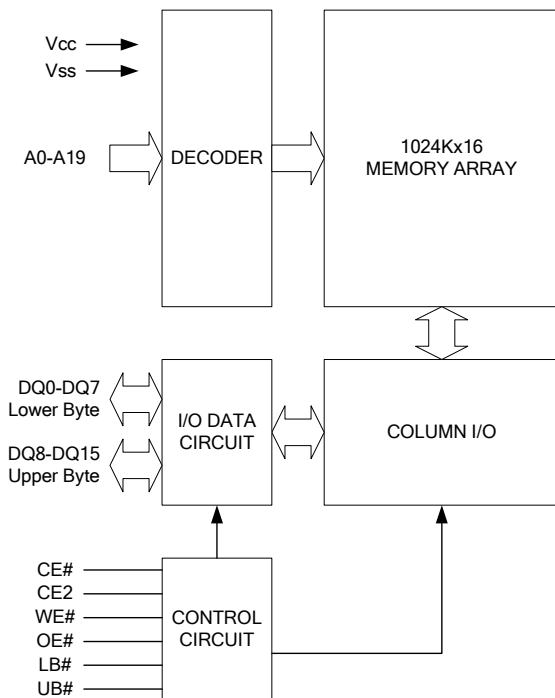 Vcc
Vss
A0-A19
DECODER
1024Kx16
MEMORY ARRAY
DQ0-DQ7
Lower Byte
DQ8-DQ15
Upper Byte
I/O DATA
CIRCUIT
COLUMN I/O
CE#
CE2
WE#
OE#
LB#
UB#
CONTROL
CIRCUIT